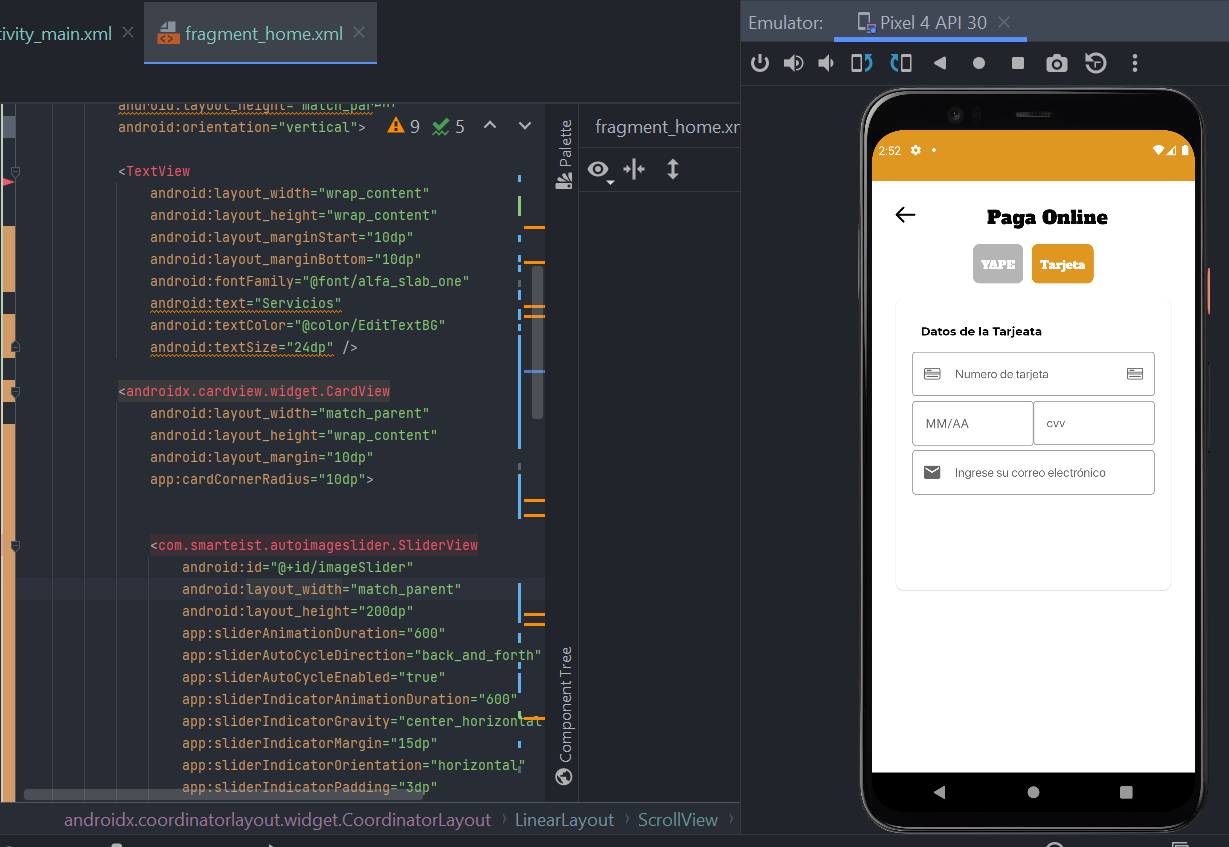 ivity_main.xml
fragment_home.xml
Emulator:
Pixel 4 API 30
android:layout_height="match_parent"
android:orientation="vertical">
9
5
<TextView
android:layout_width="wrap_content"
android:layout_height="wrap_content"
android:layout_marginStart="10dp"
android:layout_marginBottom="10dp"
android:fontFamily="@font/alfa_slab_one"
android:text="Servicios"
android:textColor="@color/EditTextBG"
android:textSize="24dp" />
<androidx.cardview.widget.CardView
android:layout_width="match_parent"
android:layout_height="wrap_content"
android:layout_margin="10dp"
app:cardCornerRadius="10dp">
<com.smarteist.autoimageslider.SliderView
android:id="@+id/imageSlider"
android:layout_width="match_parent"
android:layout_height="200dp"
app:sliderAnimationDuration="600"
app:sliderAutoCycleDirection="back_and_forth"
app:sliderAutoCycleEnabled="true"
app:sliderIndicatorAnimationDuration="600"
app:sliderIndicatorGravity="center_horizontal
app:sliderIndicatorMargin="15dp"
app:sliderIndicatorOrientation="horizontal"
app:sliderIndicatorPadding="3dp"
androidx.coordinatorlayout.widget.CoordinatorLayout › LinearLayout › ScrollView ›
Palette
Component Tree
fragment_home.xm
2:52
Paga Online
YAPE
Tarjeta
Datos de la Tarjeata
Numero de tarjeta
MM/AA
cvv
Ingrese su correo electrónico